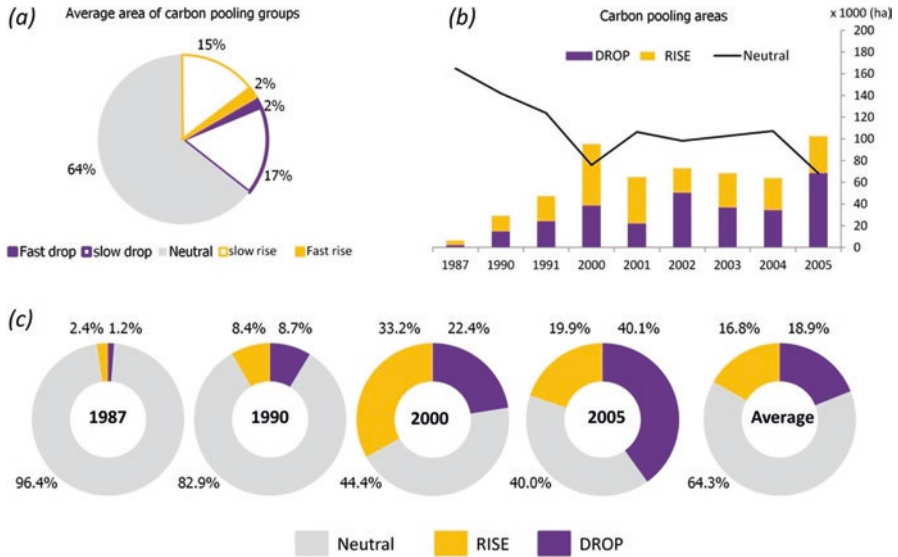 (a)
Average area of carbon pooling groups
15%
2%
2%
17%
64%
Fast drop slow drop Neutral slow rise Fast rise
(b)
Carbon pooling areas
x 1000 (ha)
DROP RISE Neutral
200
180
160
140
120
100
80
60
40
20
0
1987 1990 1991 2000 2001 2002 2003 2004 2005
(c)
2.4% 1.2% 8.4% 8.7% 33.2% 22.4% 19.9% 40.1% 16.8% 18.9%
1987 1990 2000 2005 Average
96.4% 82.9% 44.4% 40.0% 64.3%
Neutral RISE DROP